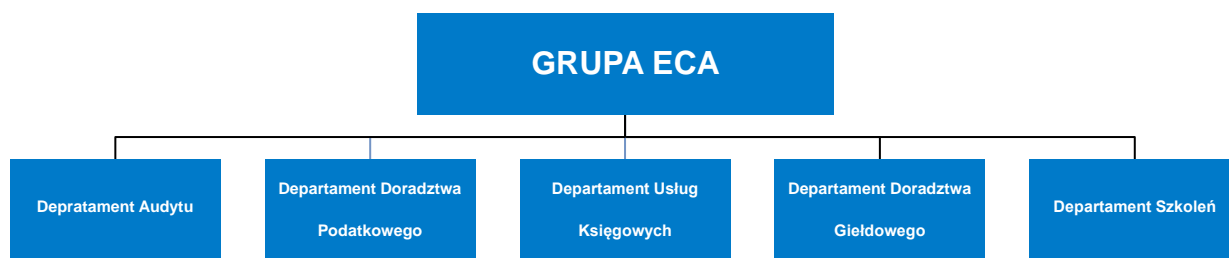 GRUPA ECA
Depratament Audytu
Departament Doradztwa
Podatkowego
Departament Usług
Księgowych
Departament Doradztwa
Giełdowego
Departament Szkoleń